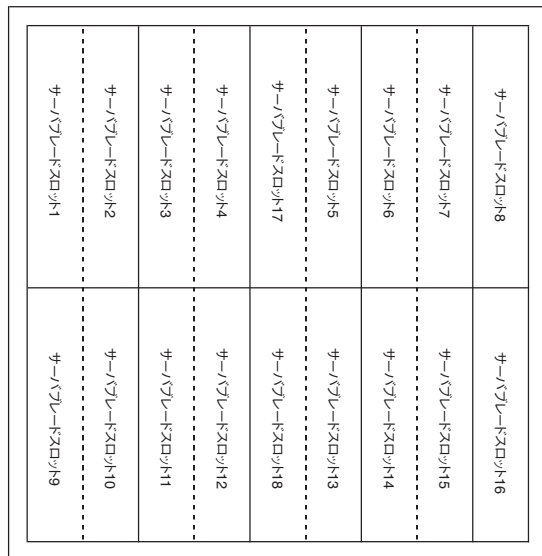 サーバブレードスロット1
サーバブレードスロット2
サーバブレードスロット3
サーバブレードスロット4
サーバブレードスロット17
サーバブレードスロット5
サーバブレードスロット6
サーバブレードスロット7
サーバブレードスロット8
サーバブレードスロット9
サーバブレードスロット10
サーバブレードスロット11
サーバブレードスロット12
サーバブレードスロット18
サーバブレードスロット13
サーバブレードスロット14
サーバブレードスロット15
サーバブレードスロット16